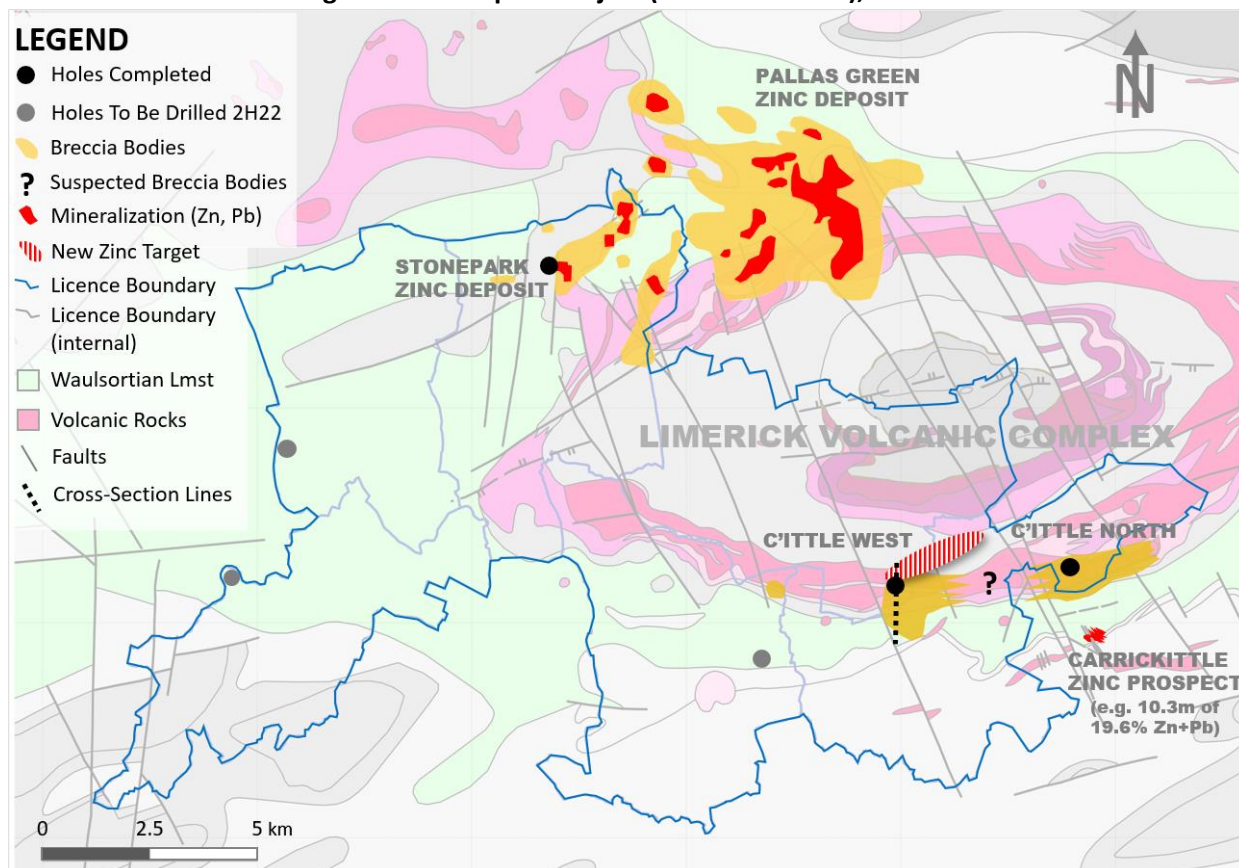 LEGEND
Holes Completed
Holes To Be Drilled 2H22
Breccia Bodies
? Suspected Breccia Bodies
Mineralization (Zn, Pb)
New Zinc Target
Licence Boundary
Licence Boundary
(internal)
Waulsortian Lmst
Volcanic Rocks
Faults
Cross-Section Lines
N
PALLAS GREEN
ZINC DEPOSIT
STONEPARK
ZINC DEPOSIT
LIMERICK VOLCANIC COMPLEX
C'ITTLE WEST
C'ITTLE NORTH
?
CARRICKITTLE
ZINC PROSPECT
(e.g. 10.3m of
19.6% Zn+Pb)
0 2.5 5 km